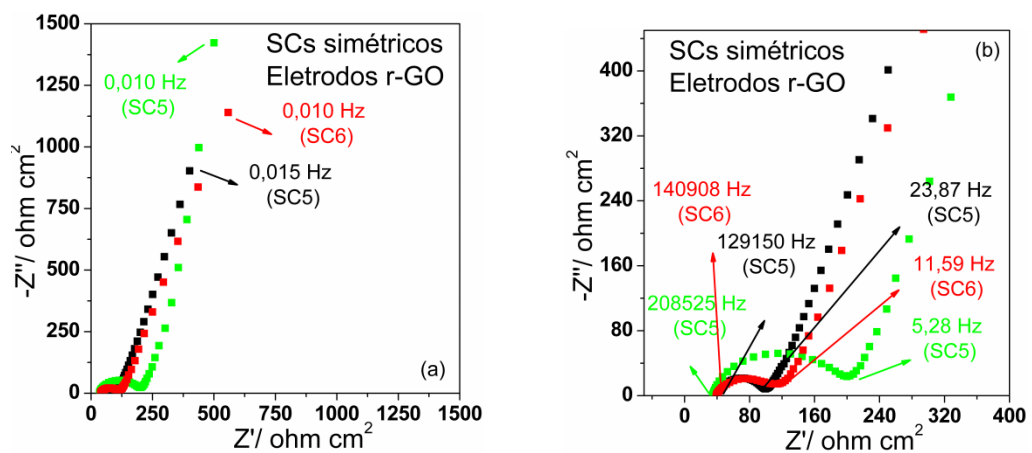 SCs simétricos
Eletrodos r-GO
0,010 Hz
(SC5)
0,010 Hz
(SC6)
0,015 Hz
(SC5)
(a)
1500
1250
1000
750
500
250
0
0 250 500 750 1000 1250 1500
-Z''/ ohm cm²
Z'/ ohm cm²
SCs simétricos
(b)
Eletrodos r-GO
140908 Hz
(SC6)
23,87 Hz
(SC5)
129150 Hz
(SC5)
11,59 Hz
(SC6)
208525 Hz
(SC5)
5,28 Hz
(SC5)
400
320
240
160
80
0
0 80 160 240 320 400
-Z''/ ohm cm²
Z'/ ohm cm²